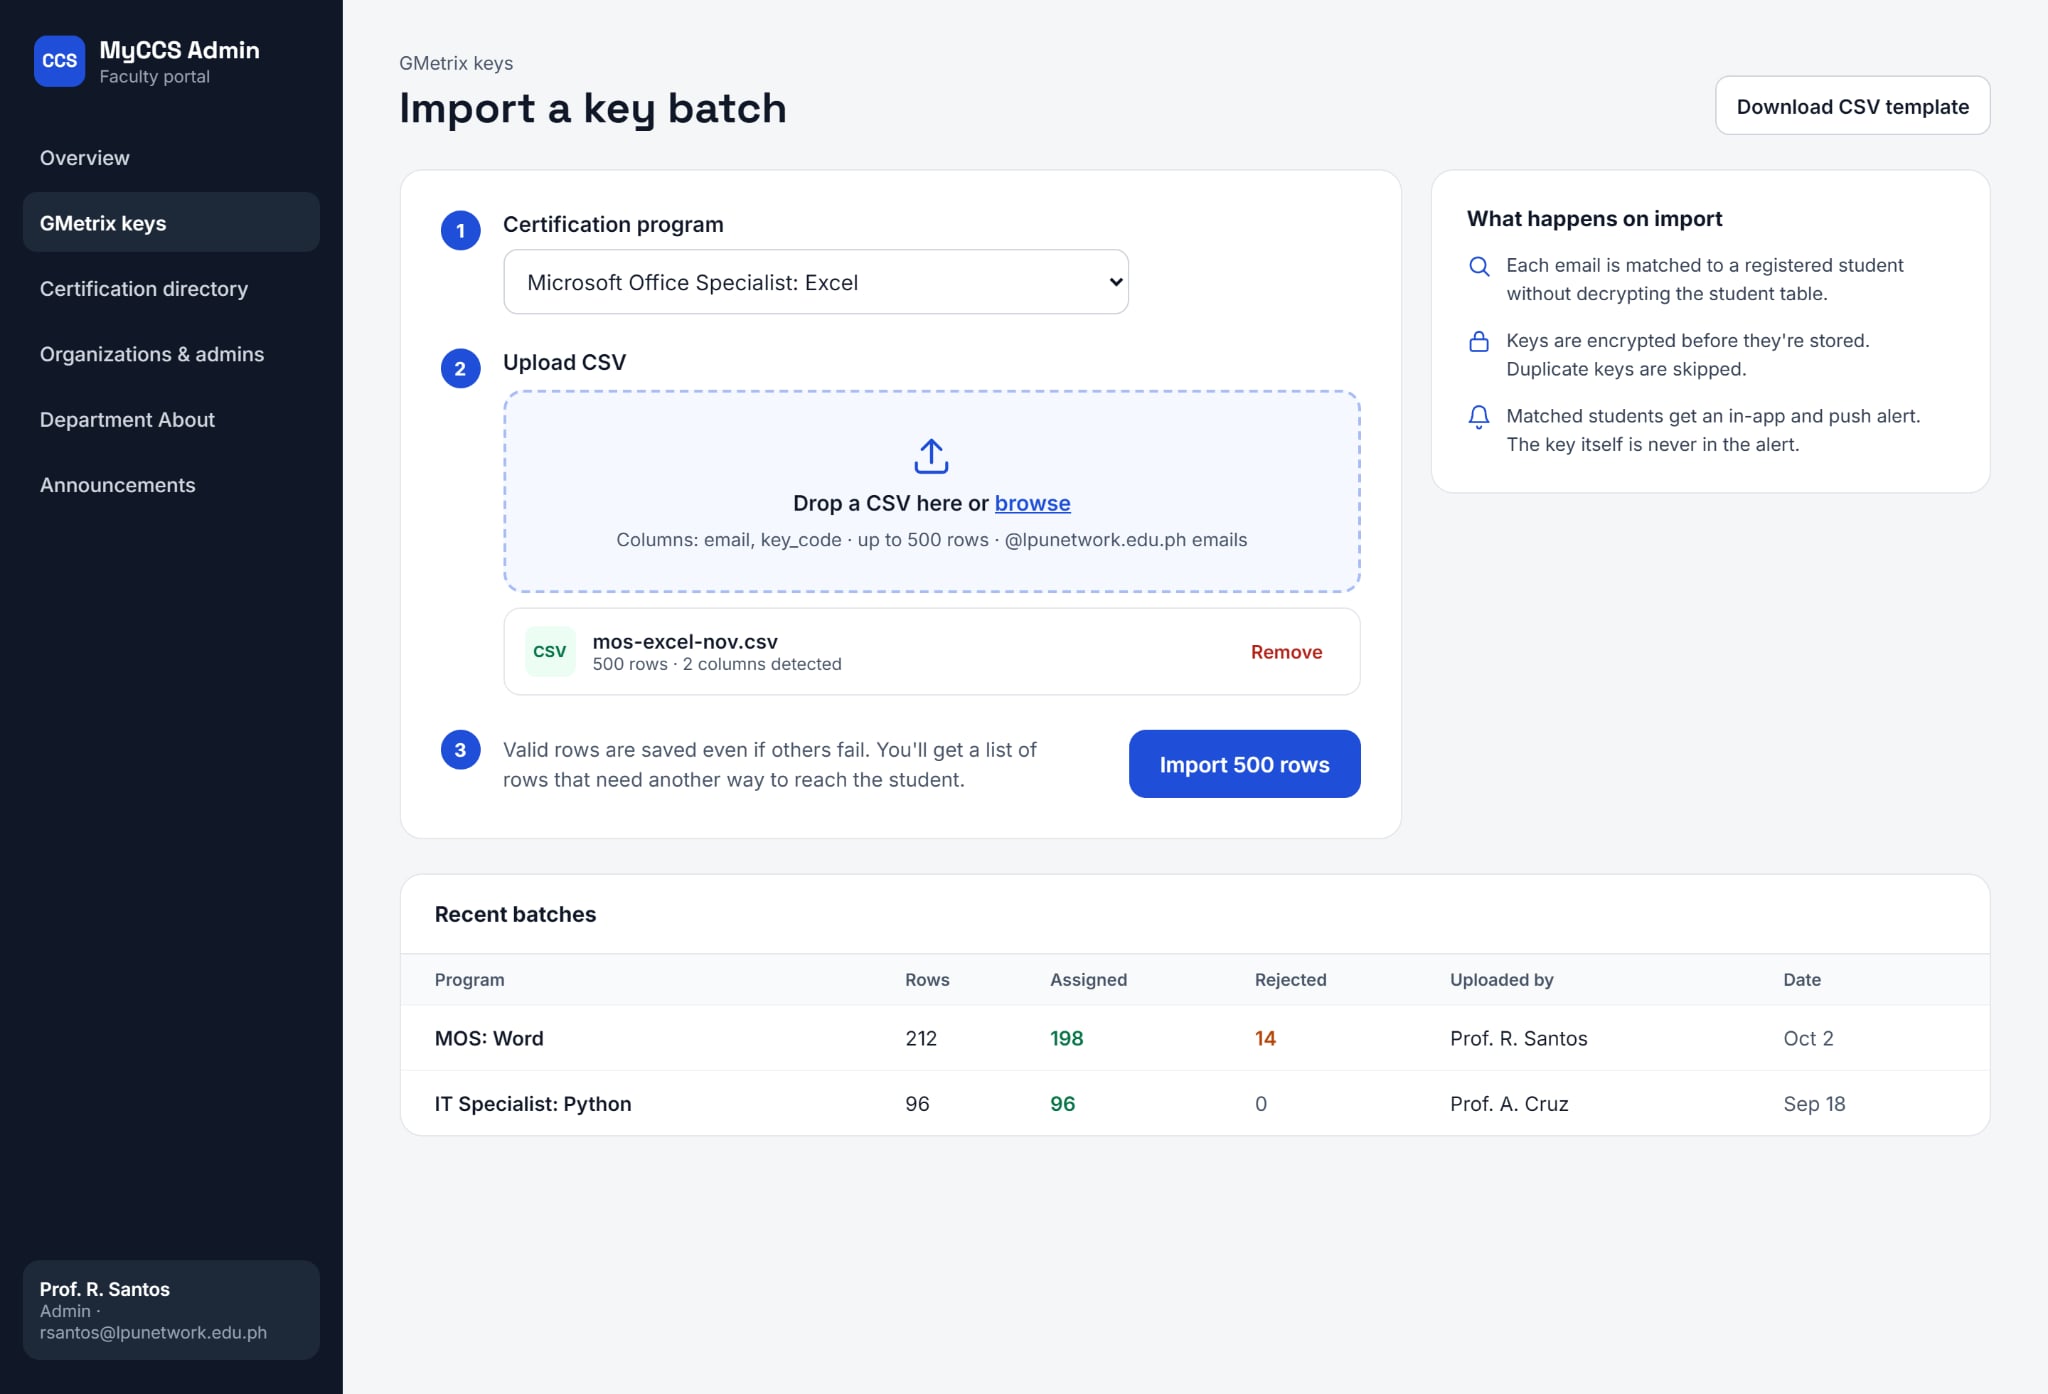 CCS
MyCCS Admin
Faculty portal
Overview
GMetrix keys
Certification directory
Organizations & admins
Department About
Announcements
Prof. R. Santos
Admin ·
rsantos@lpunetwork.edu.ph
GMetrix keys
Import a key batch
Download CSV template
1
Certification program
Microsoft Office Specialist: Excel
2
Upload CSV
Drop a CSV here or browse
Columns: email, key_code · up to 500 rows · @lpunetwork.edu.ph emails
CSV
mos-excel-nov.csv
500 rows · 2 columns detected
Remove
3
Valid rows are saved even if others fail. You'll get a list of
rows that need another way to reach the student.
Import 500 rows
What happens on import
Each email is matched to a registered student
without decrypting the student table.
Keys are encrypted before they're stored.
Duplicate keys are skipped.
Matched students get an in-app and push alert.
The key itself is never in the alert.
Recent batches
Program Rows Assigned Rejected Uploaded by Date
MOS: Word 212 198 14 Prof. R. Santos Oct 2
IT Specialist: Python 96 96 0 Prof. A. Cruz Sep 18